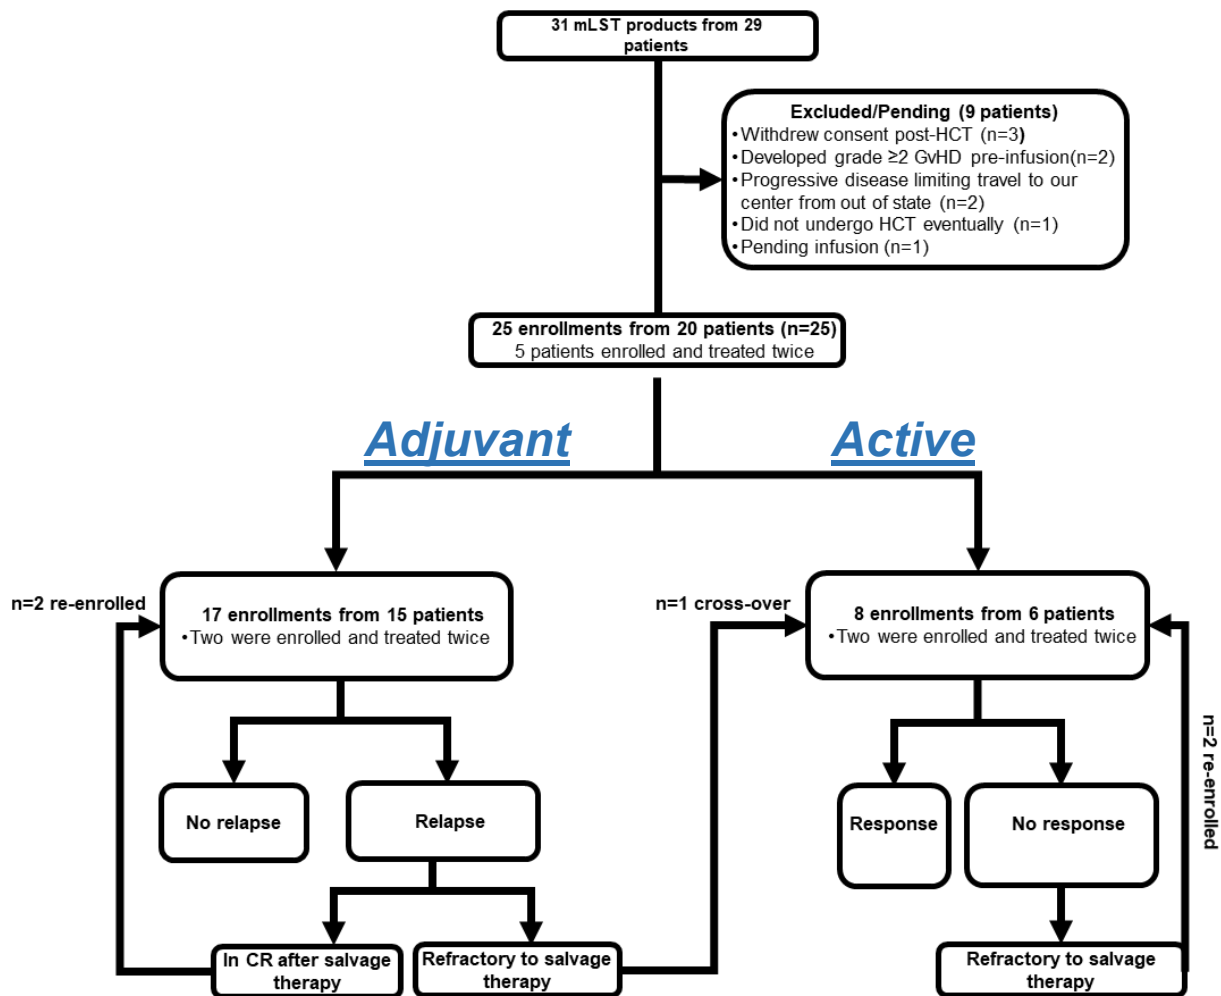 31 mLST products from 29
patients
Excluded/Pending (9 patients)
•Withdrew consent post-HCT (n=3)
•Developed grade ≥2 GvHD pre-infusion(n=2)
•Progressive disease limiting travel to our
center from out of state (n=2)
•Did not undergo HCT eventually (n=1)
•Pending infusion (n=1)
25 enrollments from 20 patients (n=25)
5 patients enrolled and treated twice
Adjuvant
Active
n=2 re-enrolled
17 enrollments from 15 patients
•Two were enrolled and treated twice
n=1 cross-over
8 enrollments from 6 patients
•Two were enrolled and treated twice
n=2 re-enrolled
No relapse
Relapse
Response
No response
In CR after salvage
therapy
Refractory to salvage
therapy
Refractory to salvage
therapy